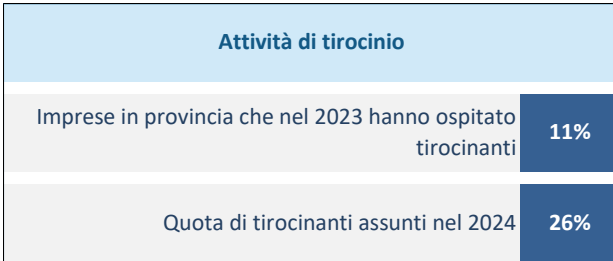 Attività di tirocinio
Imprese in provincia che nel 2023 hanno ospitato
tirocinanti
11%
Quota di tirocinanti assunti nel 2024
26%